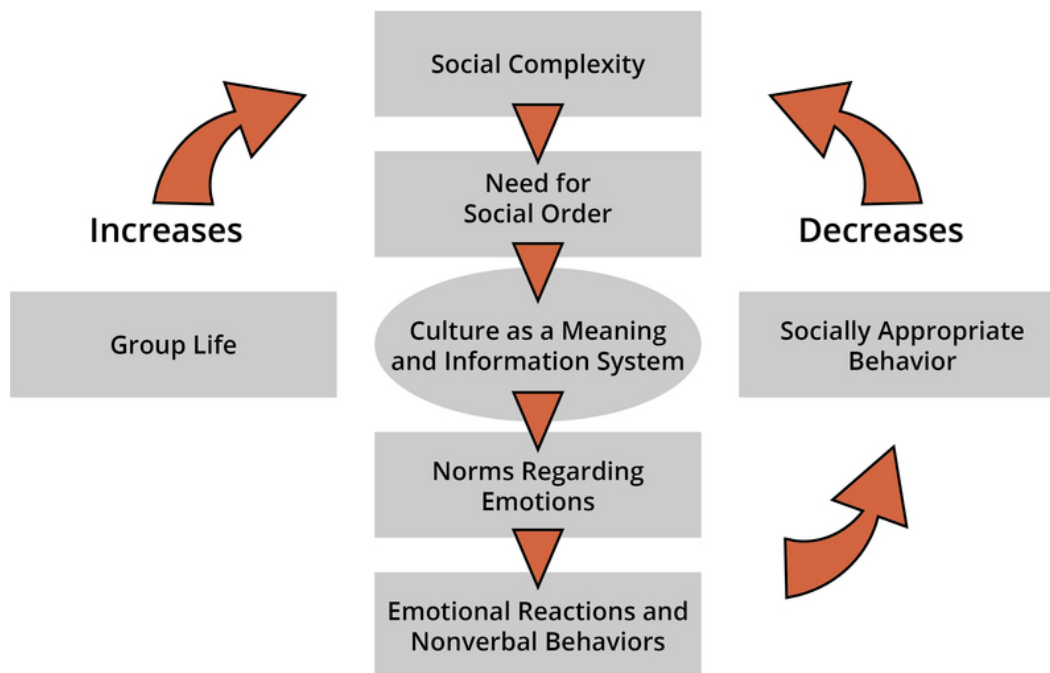 Social Complexity
Need for
Social Order
Increases
Decreases
Group Life
Culture as a Meaning
and Information System
Socially Appropriate
Behavior
Norms Regarding
Emotions
Emotional Reactions and
Nonverbal Behaviors